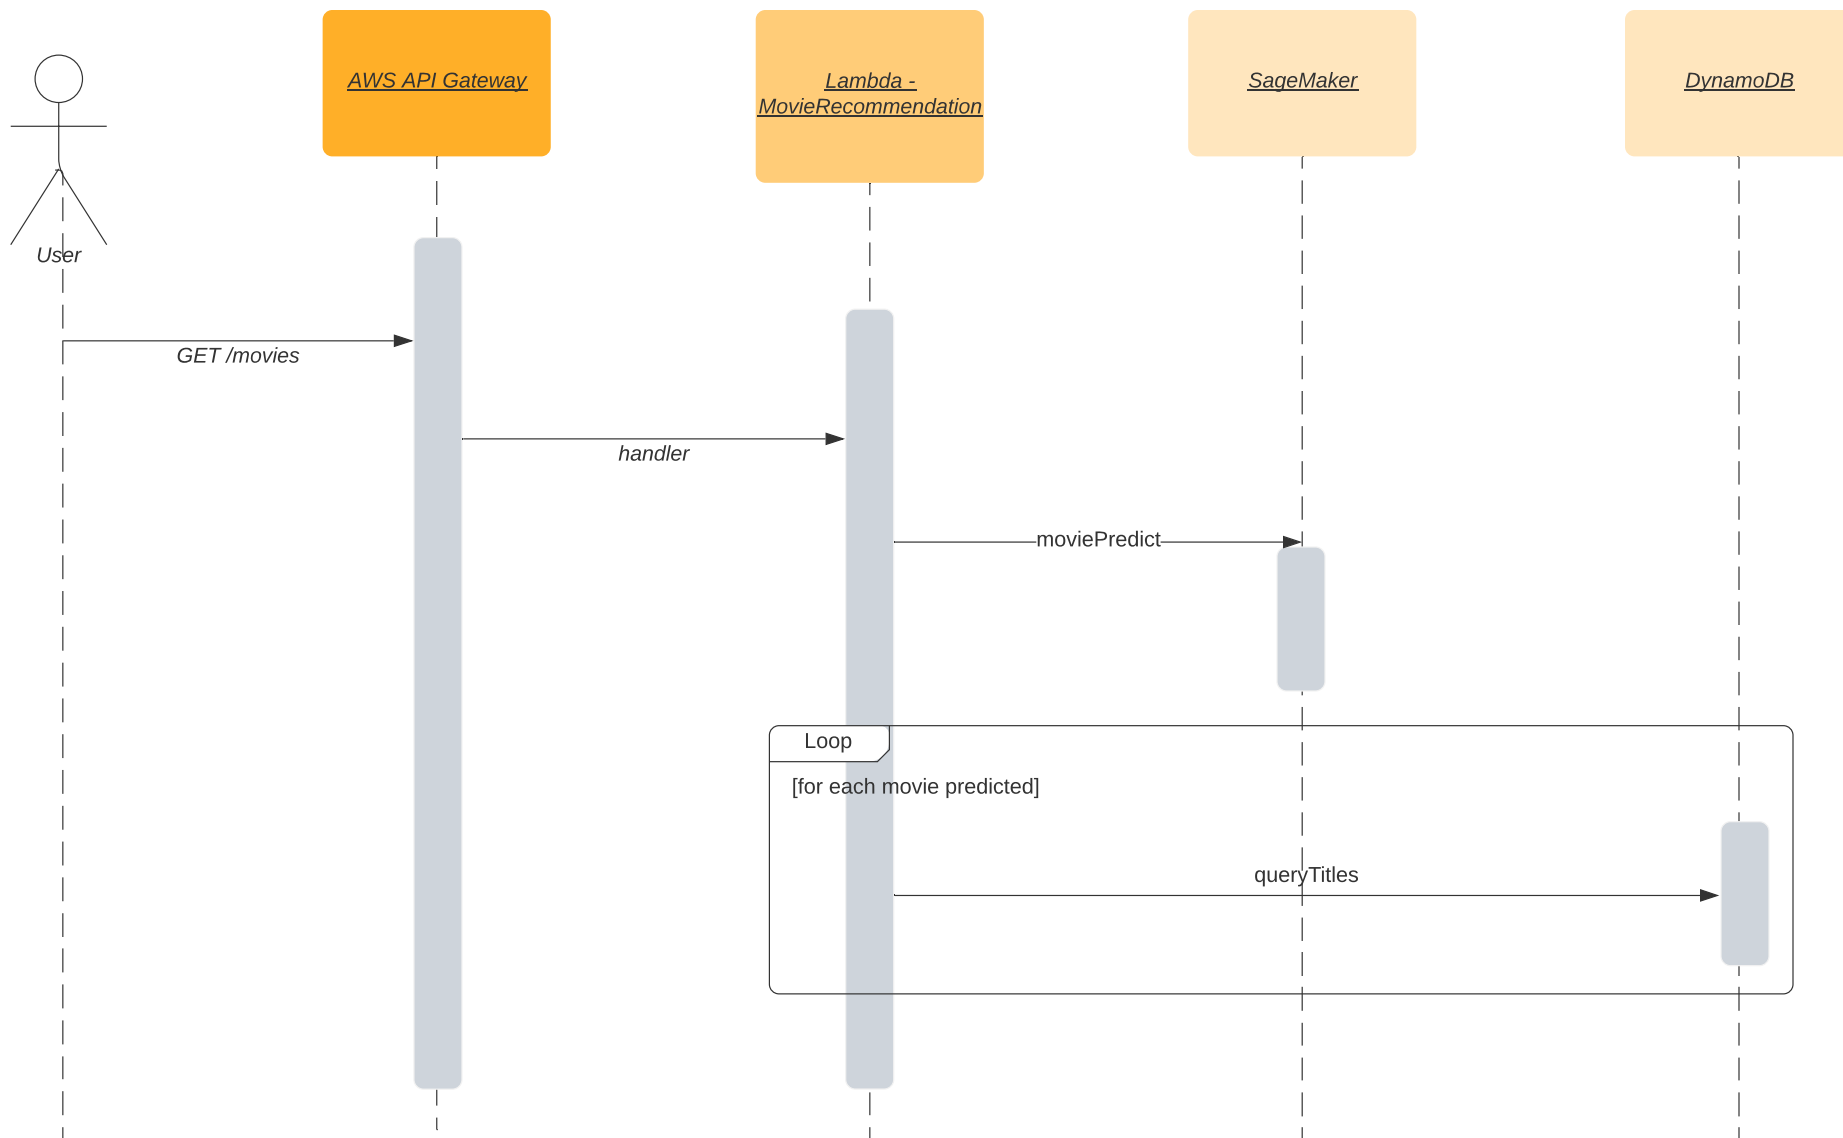 AWS API Gateway
Lambda -
MovieRecommendation
SageMaker
DynamoDB
User
GET /movies
handler
moviePredict
Loop
[for each movie predicted]
queryTitles